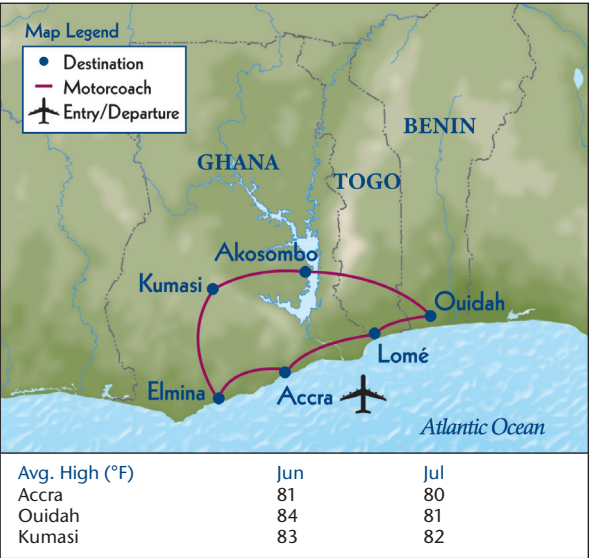 Map Legend
Destination
Motorcoach
Entry/Departure
BENIN
GHANA
TOGO
Akosombo
Kumasi
Ouidah
Lomé
Elmina
Accra
Atlantic Ocean
Avg. High (°F) Jun Jul
Accra 81 80
Ouidah 84 81
Kumasi 83 82